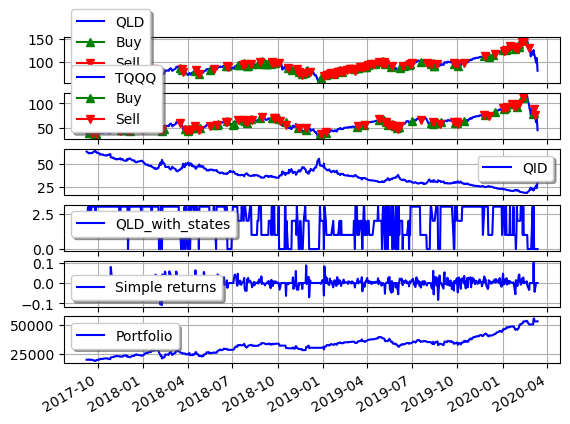 QLD
Buy
Sell
150
100
TQQQ
Buy
Sell
100
50
QID
50
25
QLD_with_states
2.5
0.0
Simple returns
0.1
0.0
−0.1
Portfolio
50000
25000
2017-10
2018-01
2018-04
2018-07
2018-10
2019-01
2019-04
2019-07
2019-10
2020-01
2020-04